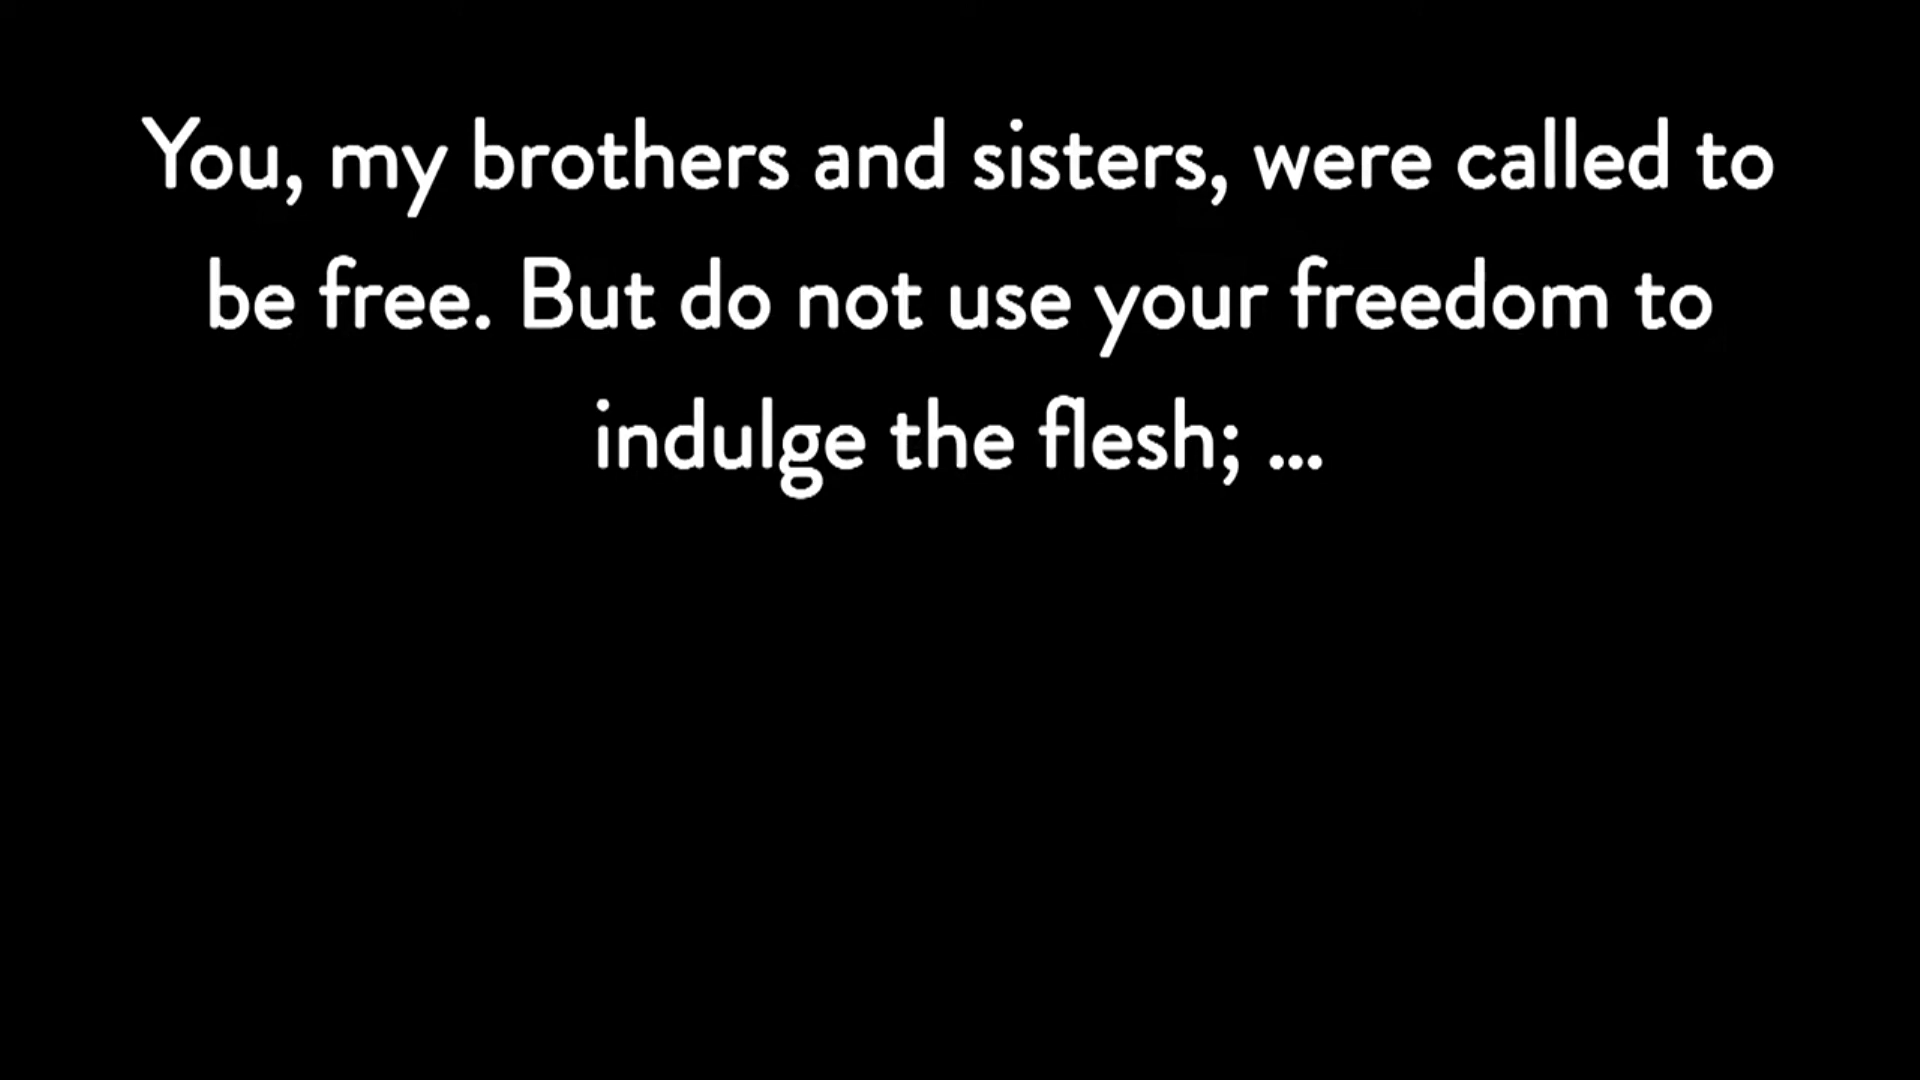 You, my brothers and sisters, were called to
be free. But do not use your freedom to
indulge the flesh; ...